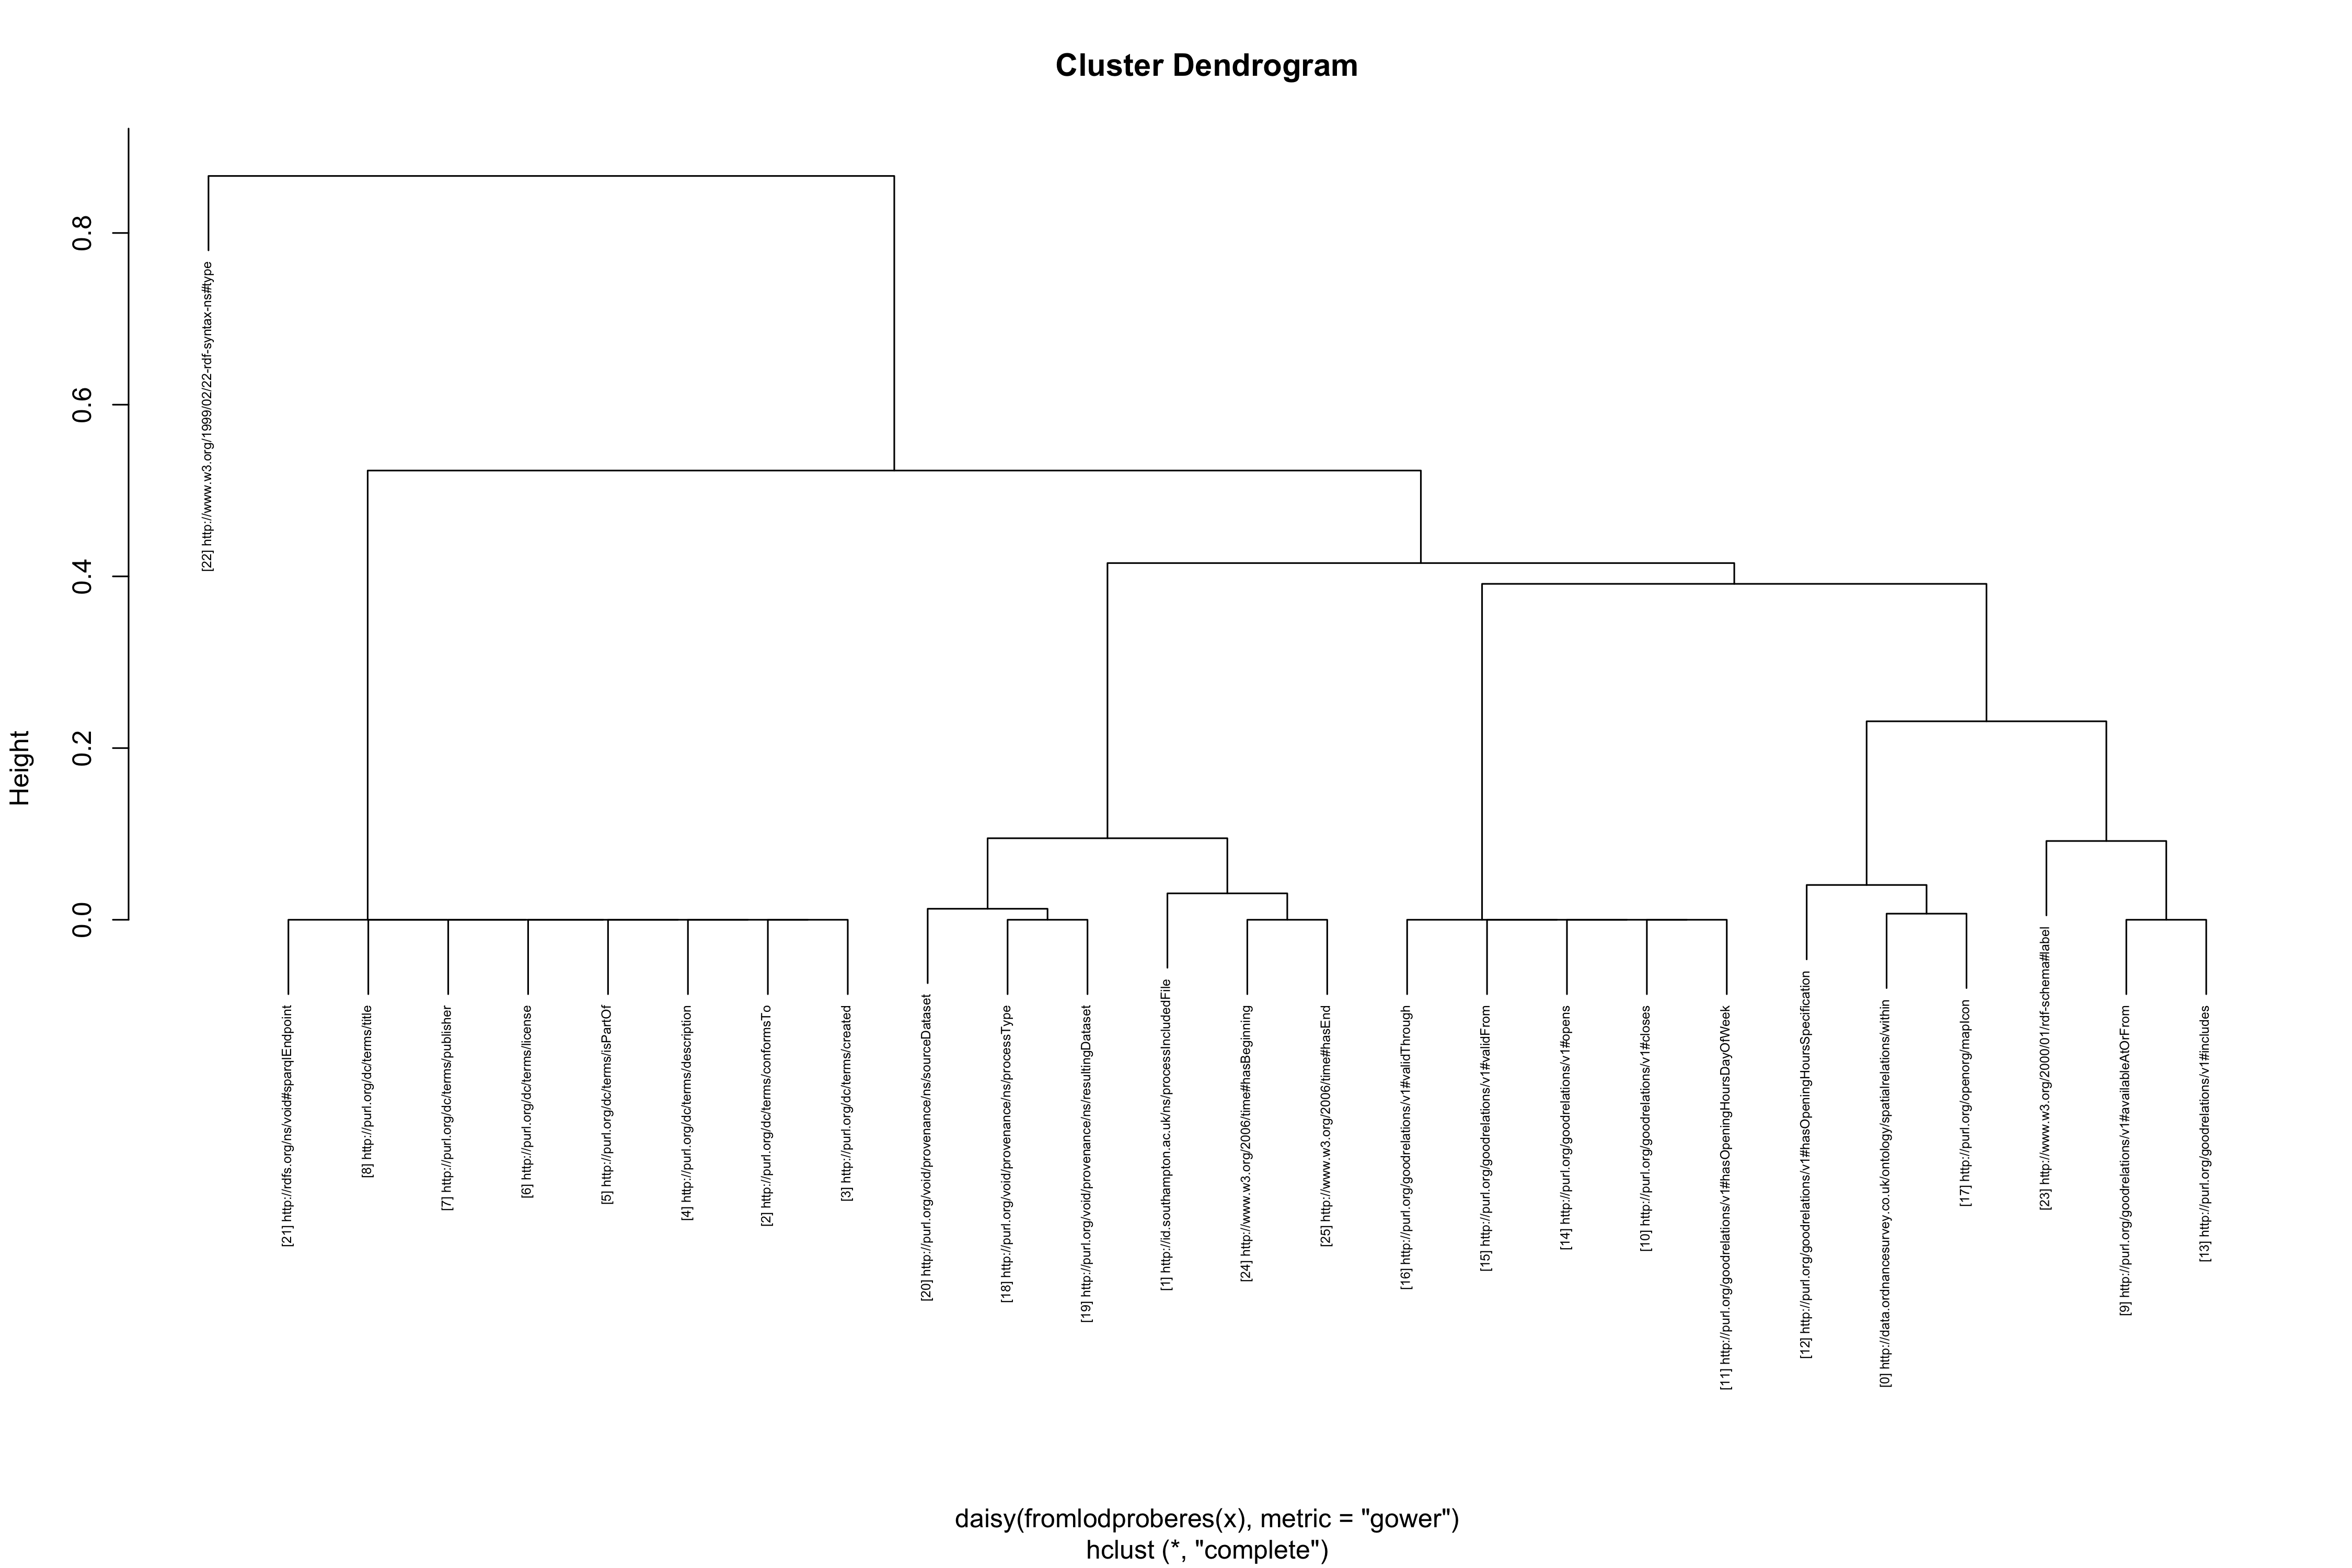 Cluster Dendrogram
Height
0.0
0.2
0.4
0.6
0.8
[22] http://www.w3.org/1999/02/22-rdf-syntax-ns#type
[21] http://rdfs.org/ns/void#sparqlEndpoint
[8] http://purl.org/dc/terms/title
[7] http://purl.org/dc/terms/publisher
[6] http://purl.org/dc/terms/license
[5] http://purl.org/dc/terms/isPartOf
[4] http://purl.org/dc/terms/description
[2] http://purl.org/dc/terms/conformsTo
[3] http://purl.org/dc/terms/created
[20] http://purl.org/void/provenance/ns/sourceDataset
[18] http://purl.org/void/provenance/ns/processType
[19] http://purl.org/void/provenance/ns/resultingDataset
[1] http://id.southampton.ac.uk/ns/processIncludedFile
[24] http://www.w3.org/2006/time#hasBeginning
[25] http://www.w3.org/2006/time#hasEnd
[16] http://purl.org/goodrelations/v1#validThrough
[15] http://purl.org/goodrelations/v1#validFrom
[14] http://purl.org/goodrelations/v1#opens
[10] http://purl.org/goodrelations/v1#closes
[11] http://purl.org/goodrelations/v1#hasOpeningHoursDayOfWeek
[12] http://purl.org/goodrelations/v1#hasOpeningHoursSpecification
[0] http://data.ordnancesurvey.co.uk/ontology/spatialrelations/within
[17] http://purl.org/openorg/mapIcon
[23] http://www.w3.org/2000/01/rdf-schema#label
[9] http://purl.org/goodrelations/v1#availableAtOrFrom
[13] http://purl.org/goodrelations/v1#includes
daisy(fromlodproberes(x), metric = "gower")
hclust (*, "complete")